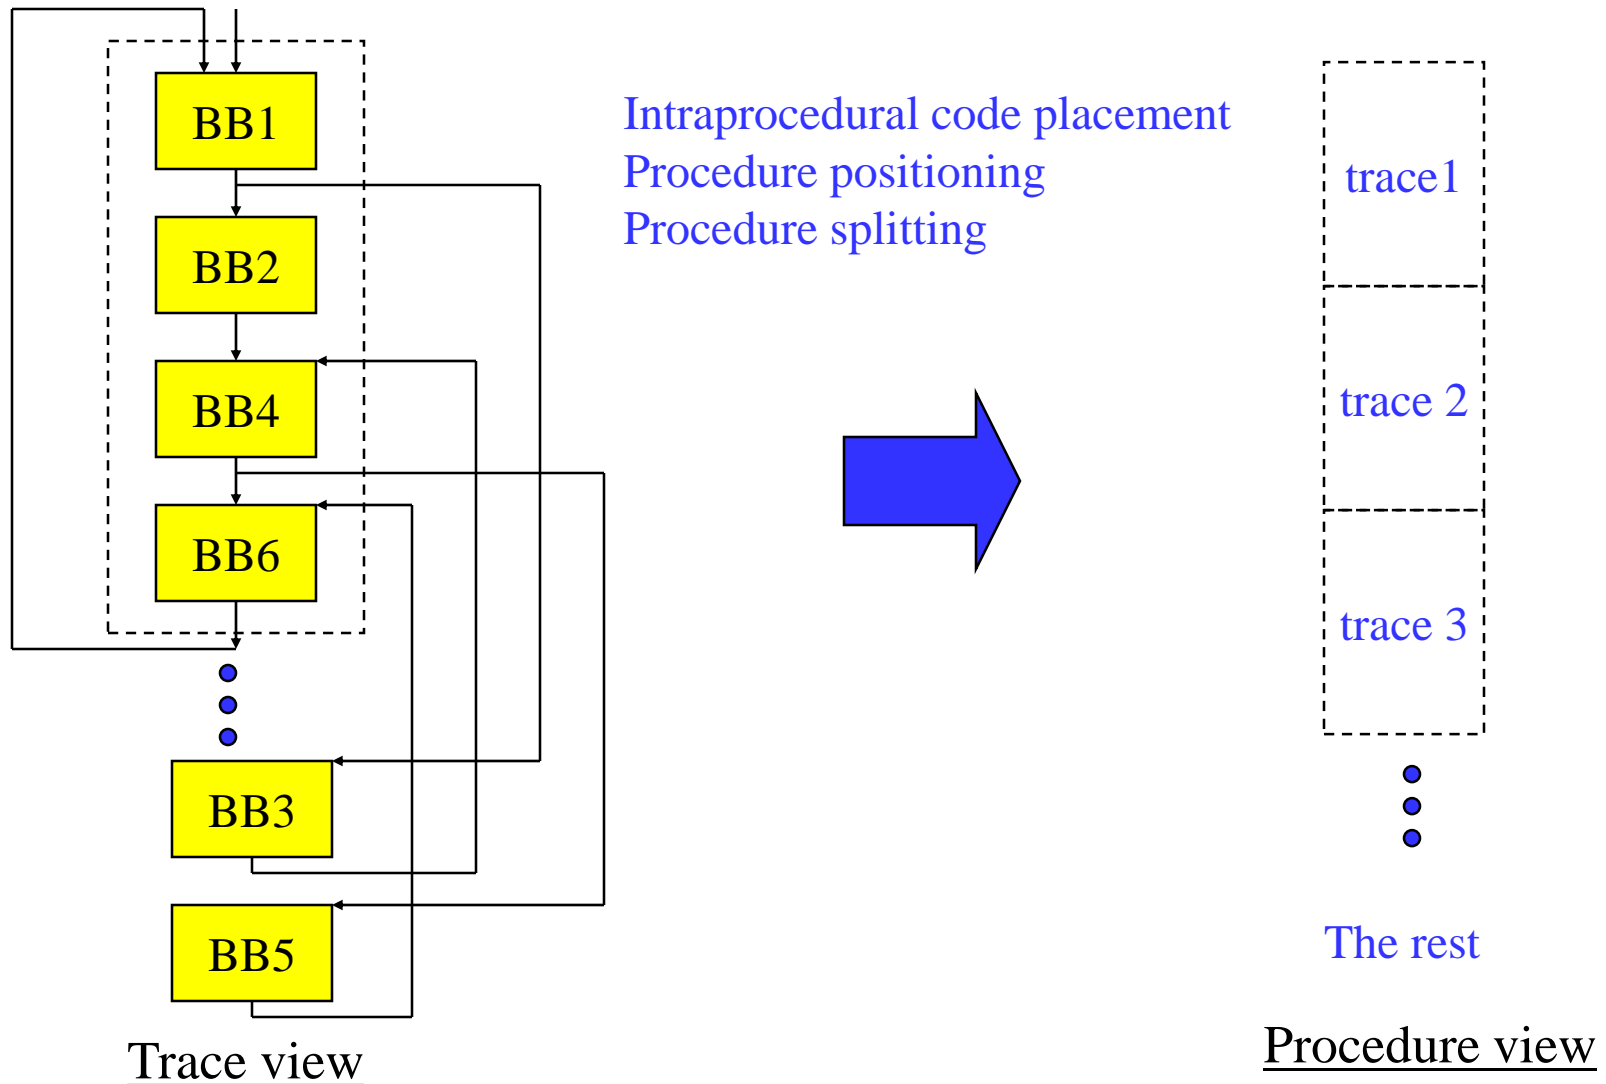 BB1
BB2
BB4
BB6
BB3
BB5
Trace view
Intraprocedural code placement
Procedure positioning
Procedure splitting
trace1
trace 2
trace 3
The rest
Procedure view